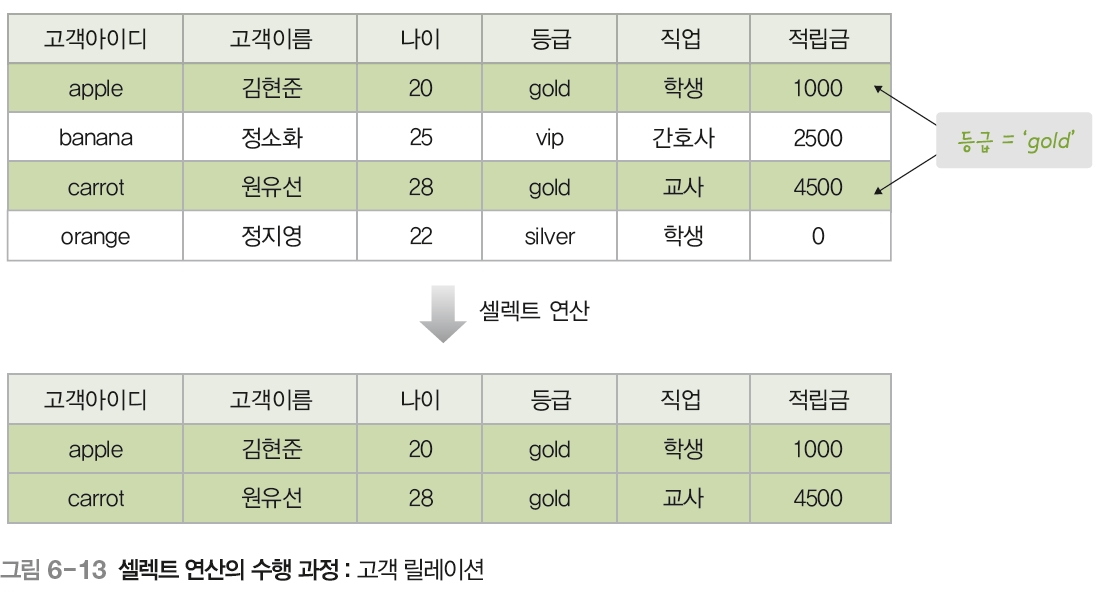 고객아이디 고객이름 나이 등급 직업 적립금
apple 김현준 20 gold 학생 1000
banana 정소화 25 vip 간호사 2500
carrot 원유선 28 gold 교사 4500
orange 정지영 22 silver 학생 0
등급 = ‘gold’
셀렉트 연산
고객아이디 고객이름 나이 등급 직업 적립금
apple 김현준 20 gold 학생 1000
carrot 원유선 28 gold 교사 4500
그림 6-13 셀렉트 연산의 수행 과정 : 고객 릴레이션